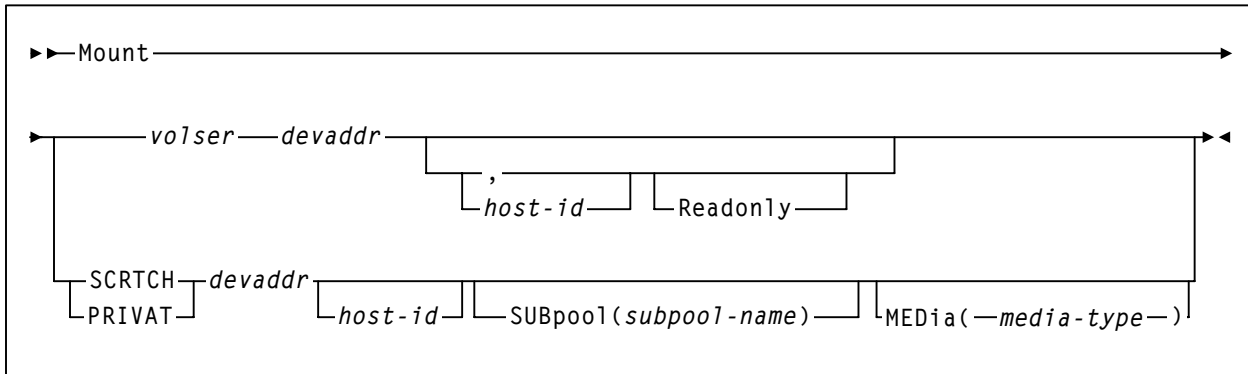 Mount
volser devaddr
,
host-id Readonly
SCRTCH devaddr
PRIVAT host-id SUBpool(subpool-name) MEDia(media-type)